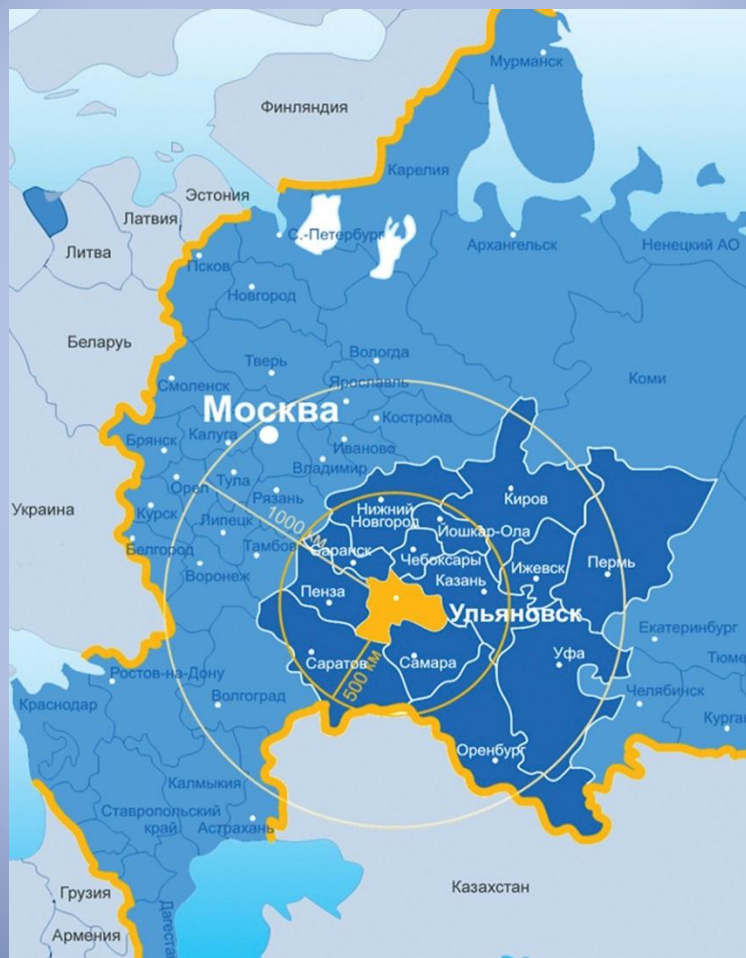 Мурманск
Финляндия
Карелия
Эстония
Латвия
С.-Петербург
Архангельск
Ненецкий АО
Литва
Псков
Новгород
Беларусь
Вологда
Тверь
Коми
Смоленск
Ярославль
Москва
Кострома
Брянск
Калуга
Иваново
Владимир
Орел
Тула
Рязань
Киров
Украина
Курск
Липецк
1000 км
Нижний
Новгород
Йошкар-Ола
Белгород
Тамбов
Саранск
Чебоксары
Ижевск
Пермь
Воронеж
Казань
Пенза
Ульяновск
Екатеринбург
Саратов
Самара
Уфа
Тюме
Ростов-на-Дону
500 км
Краснодар
Волгоград
Челябинск
Курган
Оренбург
Калмыкия
Ставропольский
край
Астрахань
Грузия
Казахстан
Дагестан
Армения